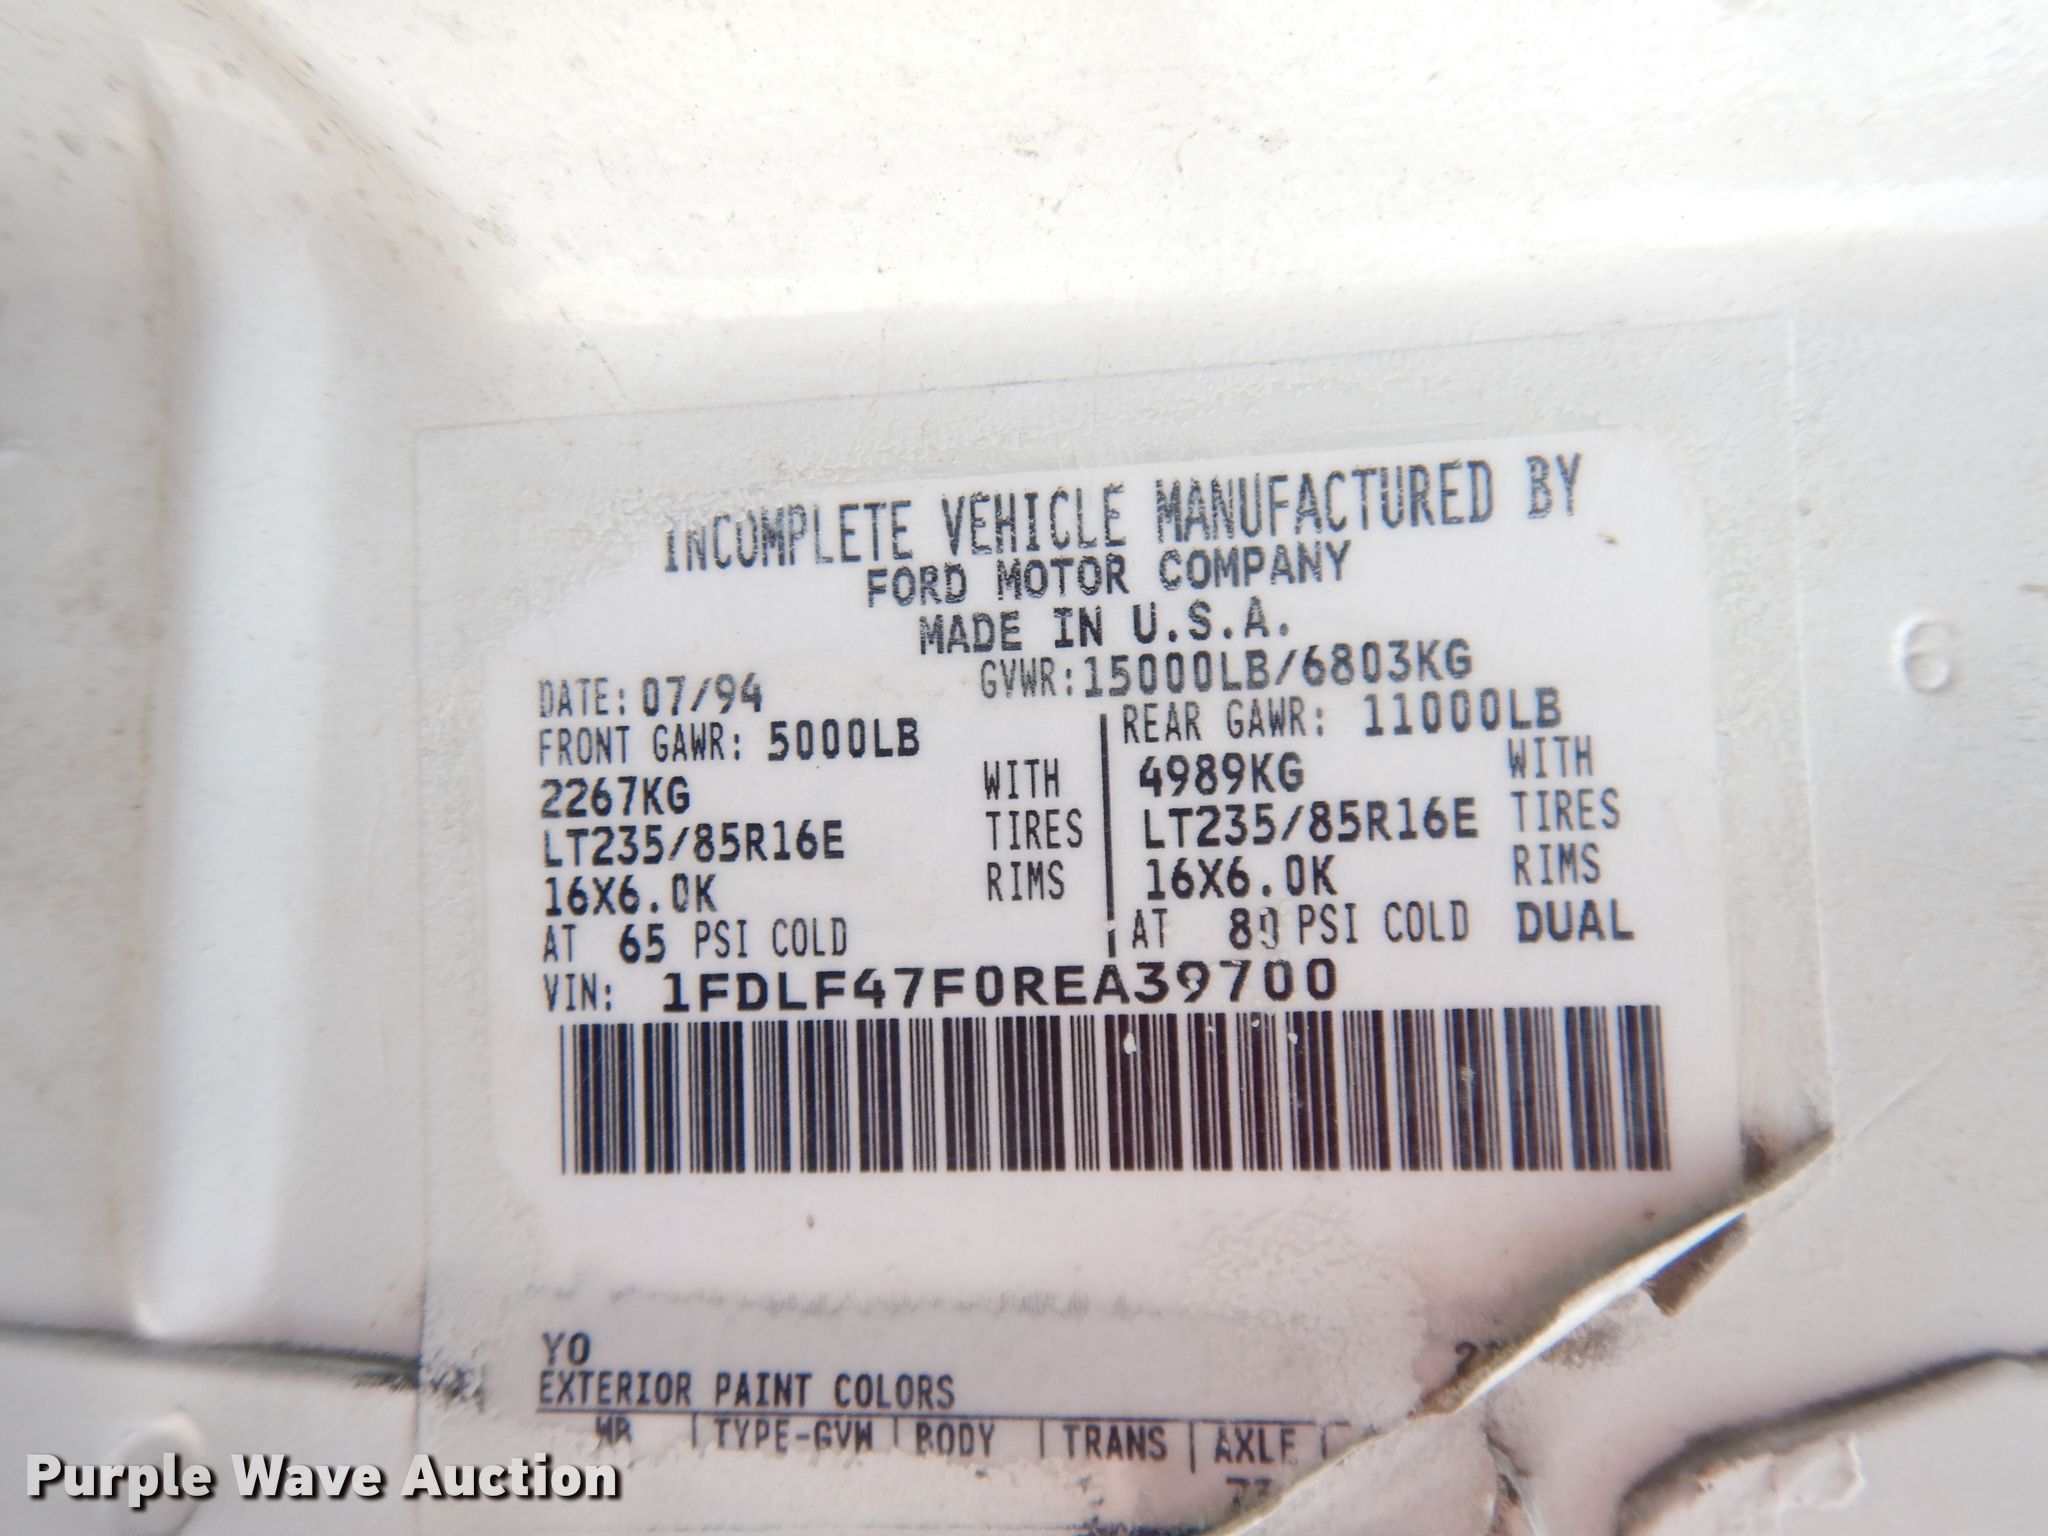 INCOMPLETE VEHICLE MANUFACTURED BY
FORD MOTOR COMPANY
MADE IN U.S.A.
DATE: 07/94 GVWR: 15000LB/6803KG
FRONT GAWR: 5000LB REAR GAWR: 11000LB
2267KG WITH 4989KG WITH
LT235/85R16E TIRES LT235/85R16E TIRES
16X6.0K RIMS 16X6.0K RIMS
AT 65 PSI COLD AT 80 PSI COLD DUAL
VIN: 1FDLF47F0REA39700
YO
EXTERIOR PAINT COLORS
WB TYPE-GVW BODY TRANS AXLE
6
Purple Wave Auction